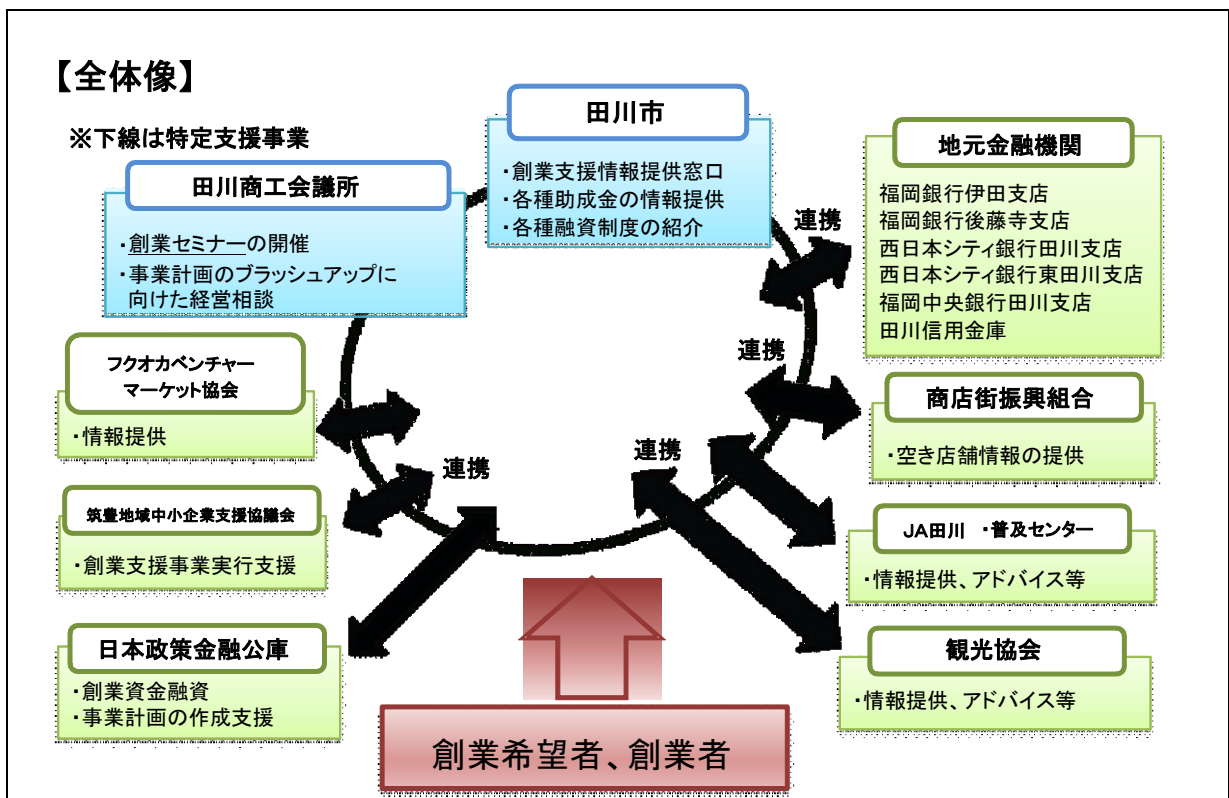 【全体像】
※下線は特定支援事業
田川市
・創業支援情報提供窓口
・各種助成金の情報提供
・各種融資制度の紹介
田川商工会議所
・創業セミナーの開催
・事業計画のブラッシュアップに
向けた経営相談
地元金融機関
福岡銀行伊田支店
福岡銀行後藤寺支店
西日本シティ銀行田川支店
西日本シティ銀行東田川支店
福岡中央銀行田川支店
田川信用金庫
連携
連携
フクオカベンチャー
マーケット協会
・情報提供
商店街振興組合
・空き店舗情報の提供
連携
連携
筑豊地域中小企業支援協議会
・創業支援事業実行支援
JA田川 ・普及センター
・情報提供、アドバイス等
日本政策金融公庫
・創業資金融資
・事業計画の作成支援
観光協会
・情報提供、アドバイス等
創業希望者、創業者